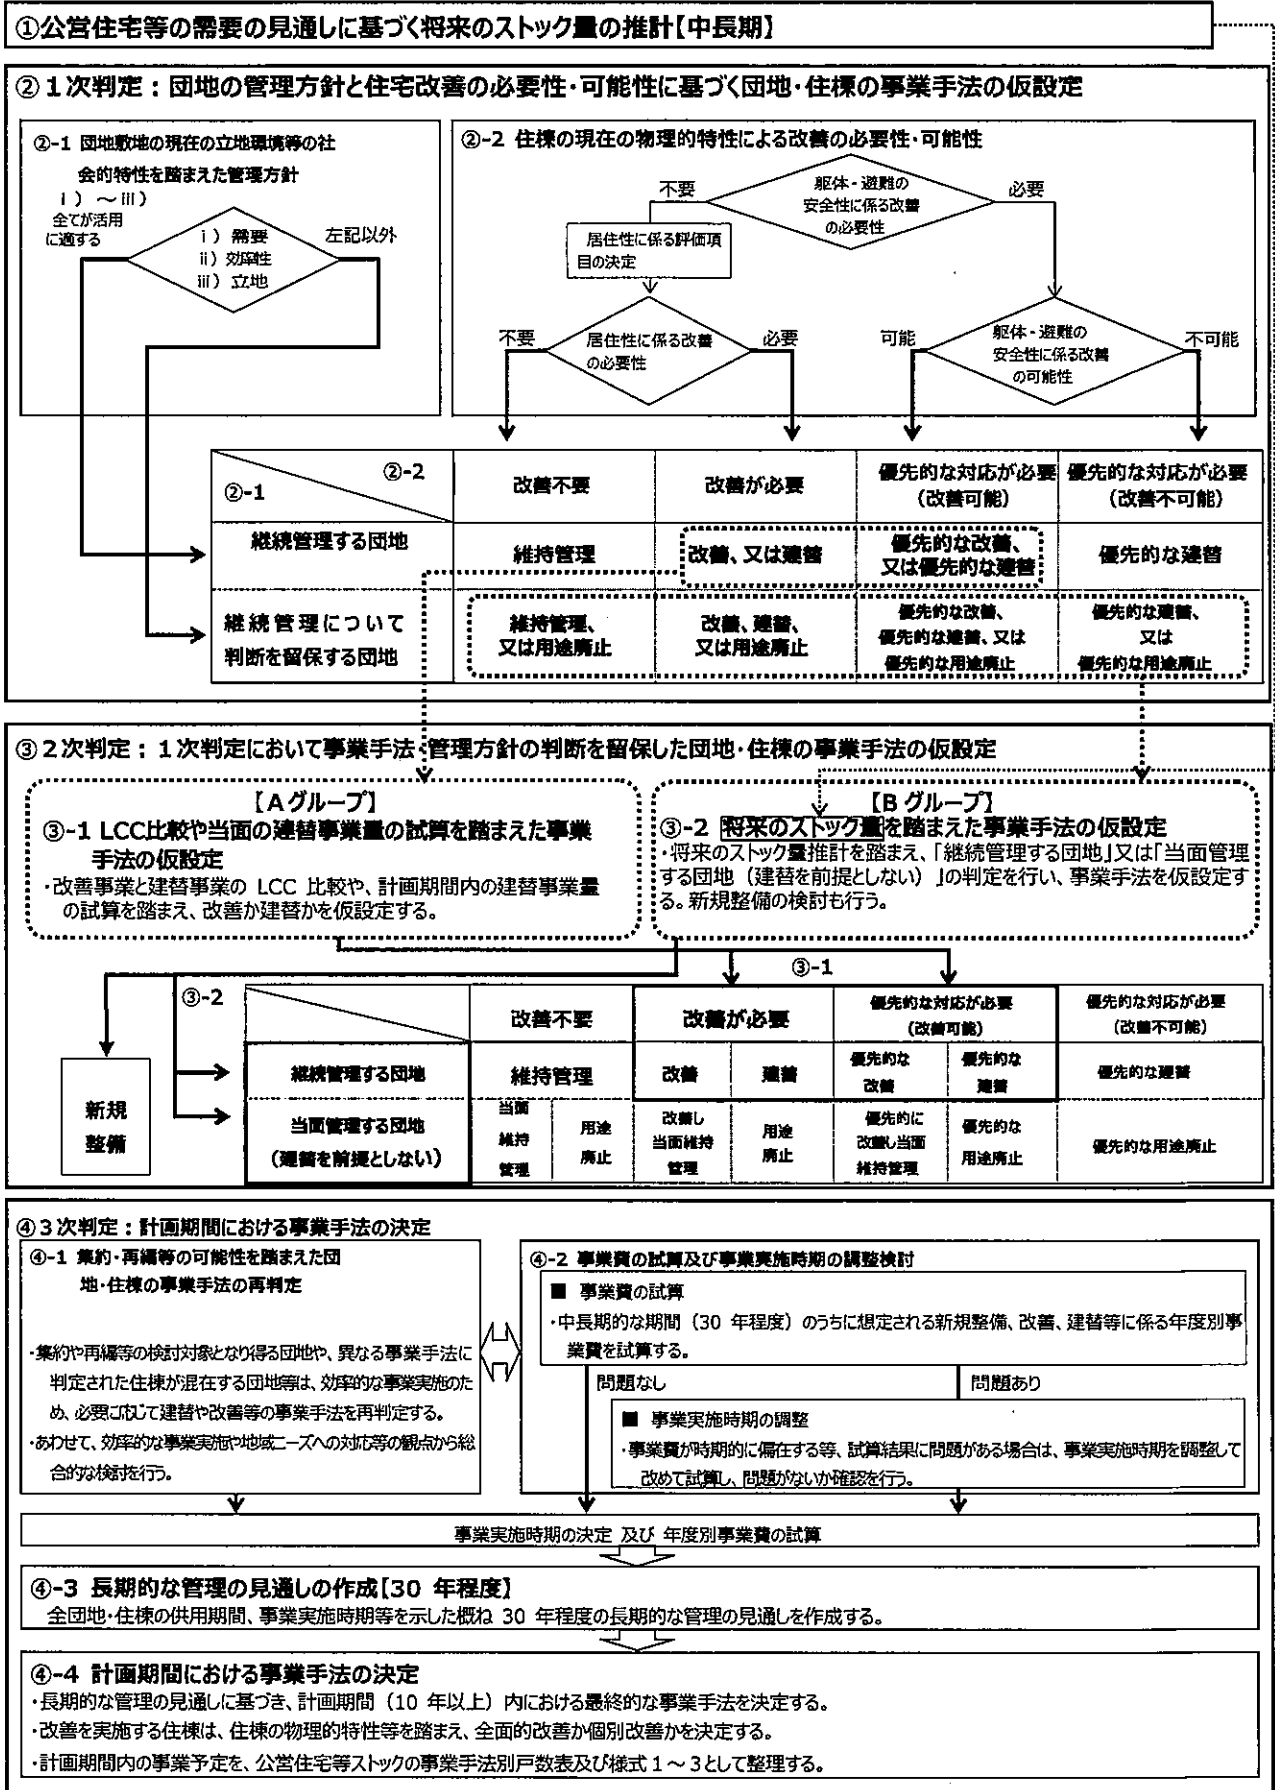 ①公営住宅等の需要の見通しに基づく将来のストック量の推計【中長期】
②1次判定：団地の管理方針と住宅改善の必要性・可能性に基づく団地・住棟の事業手法の仮設定
②-1 団地敷地の現在の立地環境等の社
会的特性を踏まえた管理方針
ⅰ）～ⅲ）
全てが活用
に適する
ⅰ）需要
ⅱ）効率性
ⅲ）立地
左記以外
②-2 住棟の現在の物理的特性による改善の必要性・可能性
不要
躯体・避難の
安全性に係る改善
の必要性
必要
居住性に係る評価項
目の決定
不要
居住性に係る改善
の必要性
必要
可能
躯体・避難の
安全性に係る改善
の可能性
不可能
②-2
②-1
改善不要
改善が必要
優先的な対応が必要
（改善可能）
優先的な対応が必要
（改善不可能）
継続管理する団地
維持管理
改善、又は建替
優先的な改善、
又は優先的な建替
優先的な建替
継続管理について
判断を留保する団地
維持管理、
又は用途廃止
改善、建替、
又は用途廃止
優先的な改善、
優先的な建替、又は
優先的な用途廃止
優先的な建替、
又は
優先的な用途廃止
③2次判定：1次判定において事業手法・管理方針の判断を留保した団地・住棟の事業手法の仮設定
【Aグループ】
③-1 LCC比較や当面の建替事業量の試算を踏まえた事業
手法の仮設定
・改善事業と建替事業の LCC 比較や、計画期間内の建替事業量
の試算を踏まえ、改善か建替かを仮設定する。
【B グループ】
③-2 将来のストック量を踏まえた事業手法の仮設定
・将来のストック量推計を踏まえ、「継続管理する団地」又は「当面管理
する団地（建替を前提としない）」の判定を行い、事業手法を仮設定す
る。新規整備の検討も行う。
③-1
③-2
改善不要
改善が必要
優先的な対応が必要
（改善可能）
優先的な対応が必要
（改善不可能）
新規
整備
継続管理する団地
維持管理
改善
建替
優先的な
改善
優先的な
建替
優先的な建替
当面管理する団地
（建替を前提としない）
当面
維持
管理
用途
廃止
改善し
当面維持
管理
用途
廃止
優先的に
改善し当面
維持管理
優先的な
用途廃止
優先的な用途廃止
④3次判定：計画期間における事業手法の決定
④-1 集約・再編等の可能性を踏まえた団
地・住棟の事業手法の再判定
・集約や再編等の検討対象となり得る団地や、異なる事業手法に
判定された住棟が混在する団地等は、効率的な事業実施のた
め、必要に応じて建替や改善等の事業手法を再判定する。
・あわせて、効率的な事業実施や地域ニーズへの対応等の観点から総
合的な検討を行う。
④-2 事業費の試算及び事業実施時期の調整検討
■ 事業費の試算
・中長期的な期間（30 年程度）のうちに想定される新規整備、改善、建替等に係る年度別事
業費を試算する。
問題なし
問題あり
■ 事業実施時期の調整
・事業費が時期的に偏在する等、試算結果に問題がある場合は、事業実施時期を調整して
改めて試算し、問題がないか確認を行う。
事業実施時期の決定 及び 年度別事業費の試算
④-3 長期的な管理の見通しの作成【30 年程度】
全団地・住棟の供用期間、事業実施時期等を示した概ね 30 年程度の長期的な管理の見通しを作成する。
④-4 計画期間における事業手法の決定
・長期的な管理の見通しに基づき、計画期間（10 年以上）内における最終的な事業手法を決定する。
・改善を実施する住棟は、住棟の物理的特性等を踏まえ、全面的改善か個別改善かを決定する。
・計画期間内の事業予定を、公営住宅等ストックの事業手法別戸数表及び様式1～3として整理する。